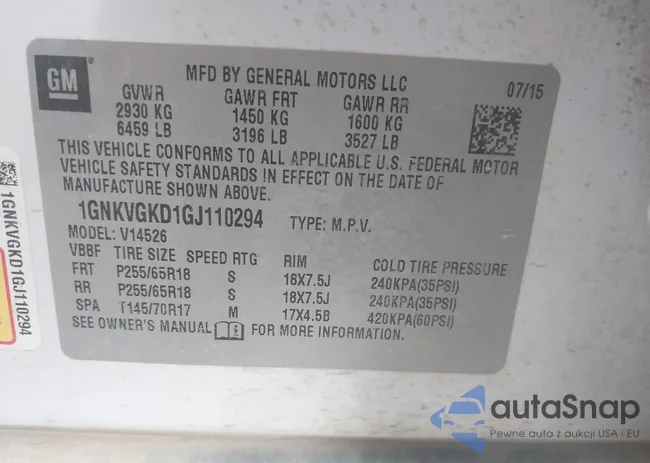 GM
MFD BY GENERAL MOTORS LLC
07/15
GVWR GAWR FRT GAWR RR
2930 KG 1450 KG 1600 KG
6459 LB 3196 LB 3527 LB
THIS VEHICLE CONFORMS TO ALL APPLICABLE U.S. FEDERAL MOTOR
VEHICLE SAFETY STANDARDS IN EFFECT ON THE DATE OF
MANUFACTURE SHOWN ABOVE.
1GNKVGKD1GJ110294 TYPE: M.P.V.
MODEL: V14526
VBBF TIRE SIZE SPEED RTG RIM COLD TIRE PRESSURE
FRT P255/65R18 S 18X7.5J 240KPA(35PSI)
RR P255/65R18 S 18X7.5J 240KPA(35PSI)
SPA T145/70R17 M 17X4.5B 420KPA(60PSI)
SEE OWNER'S MANUAL FOR MORE INFORMATION.
1GNKVGKD1GJ110294
autaSnap
Pewne auto z aukcji USA i EU